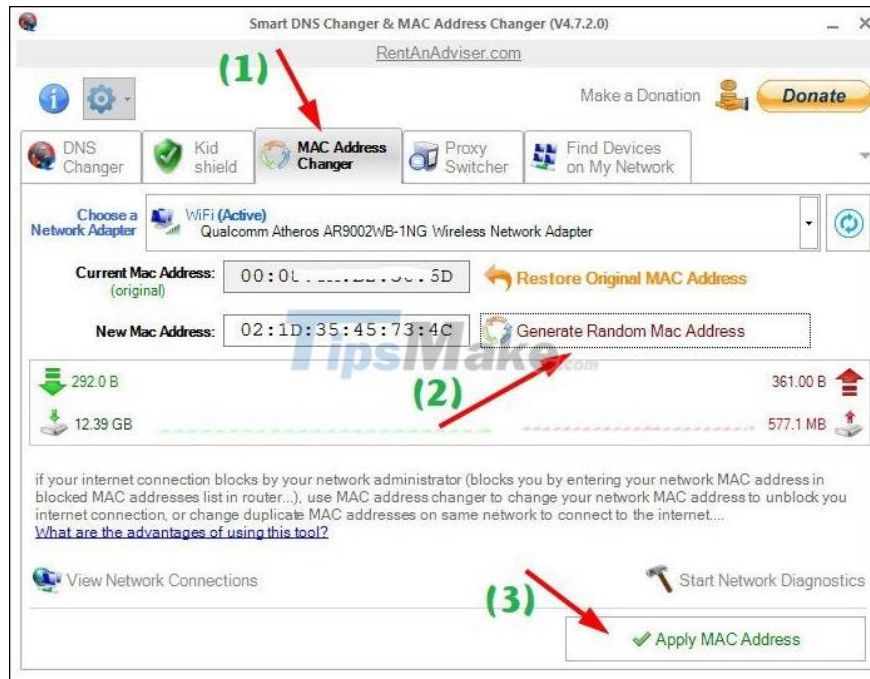 Smart DNS Changer & MAC Address Changer (V4.7.2.0)
RentAnAdviser.com
(1)
Make a Donation
Donate
DNS
Changer
Kid
shield
MAC Address
Changer
Proxy
Switcher
Find Devices
on My Network
Choose a
Network Adapter
WiFi (Active)
Qualcomm Atheros AR9002WB-1NG Wireless Network Adapter
Current Mac Address:
(original)
Restore Original MAC Address
New Mac Address:
02:1D:35:45:73:4C
Generate Random Mac Address
TipsMake.com
292.0 B
361.00 B
(2)
12.39 GB
577.1 MB
if your internet connection blocks by your network administrator (blocks you by entering your network MAC address in
blocked MAC addresses list in router...), use MAC address changer to change your network MAC address to unblock you
internet connection, or change duplicate MAC addresses on same network to connect to the internet....
What are the advantages of using this tool?
View Network Connections
Start Network Diagnostics
(3)
Apply MAC Address